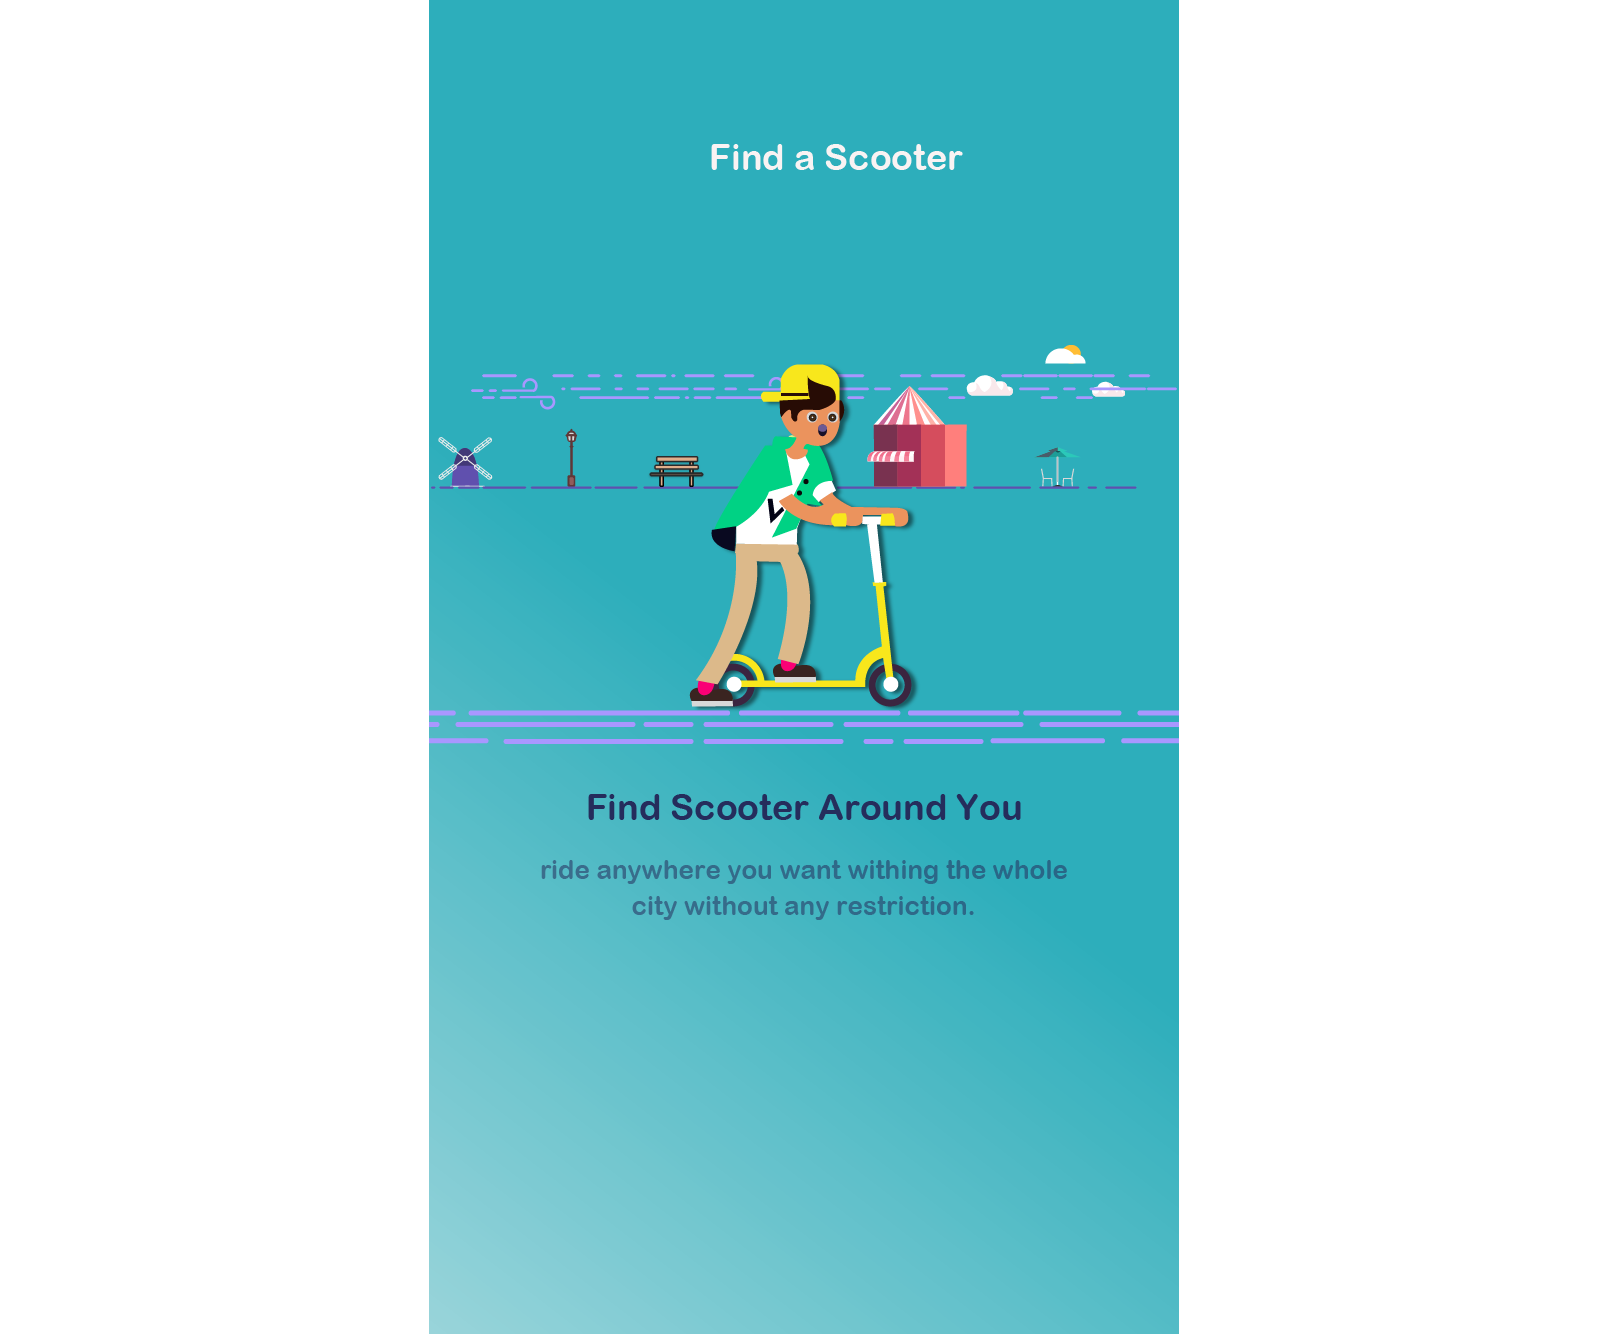 Find a Scooter
Find Scooter Around You
ride anywhere you want withing the whole
city without any restriction.